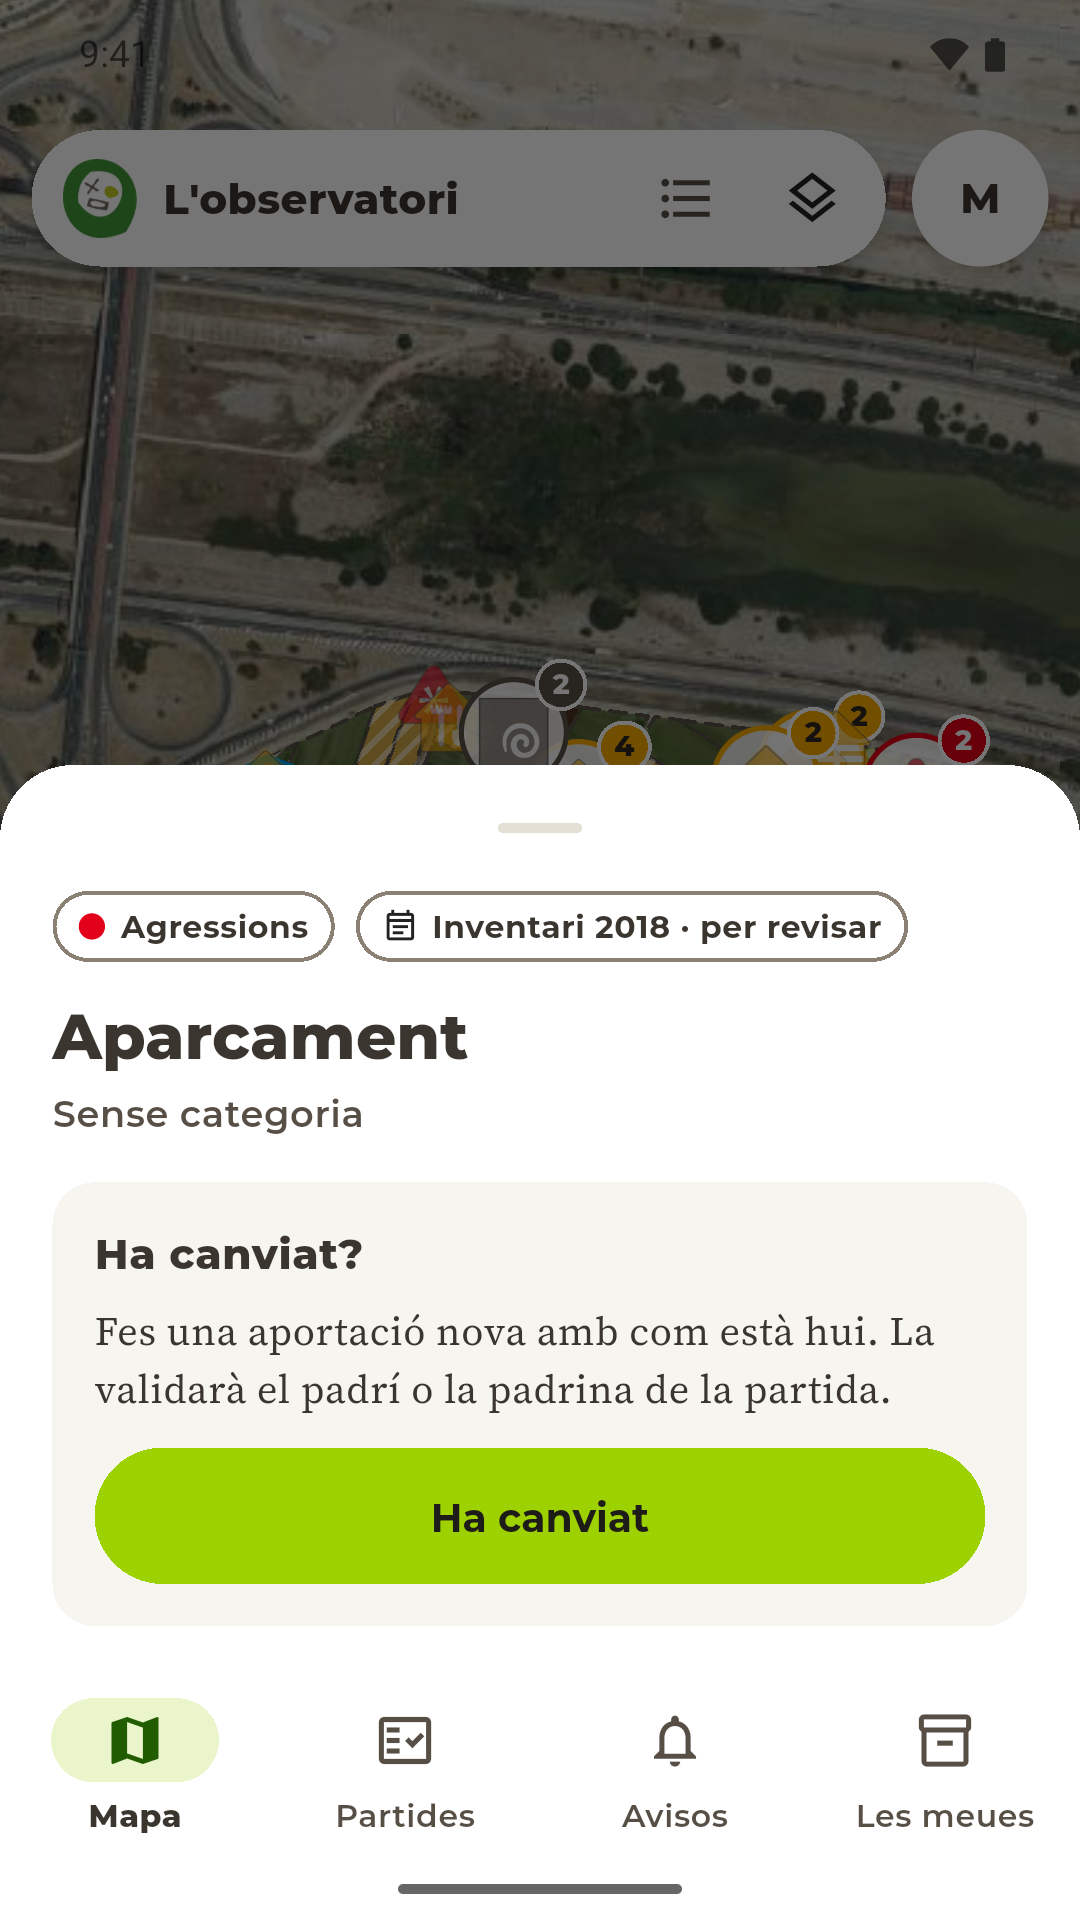 9:41
L'observatori
M
2
2
2
4
2
Agressions
Inventari 2018 · per revisar
Aparcament
Sense categoria
Ha canviat?
Fes una aportació nova amb com està hui. La
validarà el padrí o la padrina de la partida.
Ha canviat
Mapa
Partides
Avisos
Les meues